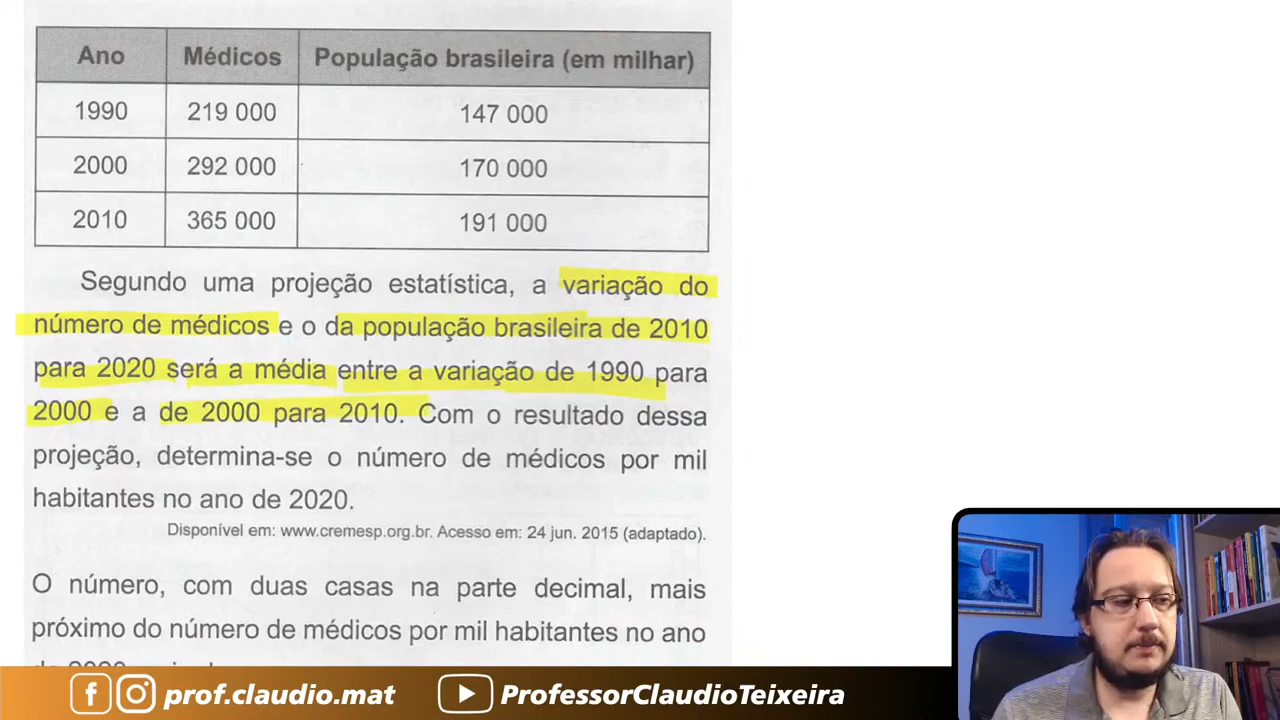 Ano Médicos População brasileira (em milhar)
1990 219 000 147 000
2000 292 000 170 000
2010 365 000 191 000
Segundo uma projeção estatística, a variação do
número de médicos e o da população brasileira de 2010
para 2020 será a média entre a variação de 1990 para
2000 e a de 2000 para 2010. Com o resultado dessa
projeção, determina-se o número de médicos por mil
habitantes no ano de 2020.
Disponível em: www.cremesp.org.br. Acesso em: 24 jun. 2015 (adaptado).
O número, com duas casas na parte decimal, mais
próximo do número de médicos por mil habitantes no ano
prof.claudio.mat
ProfessorClaudioTeixeira